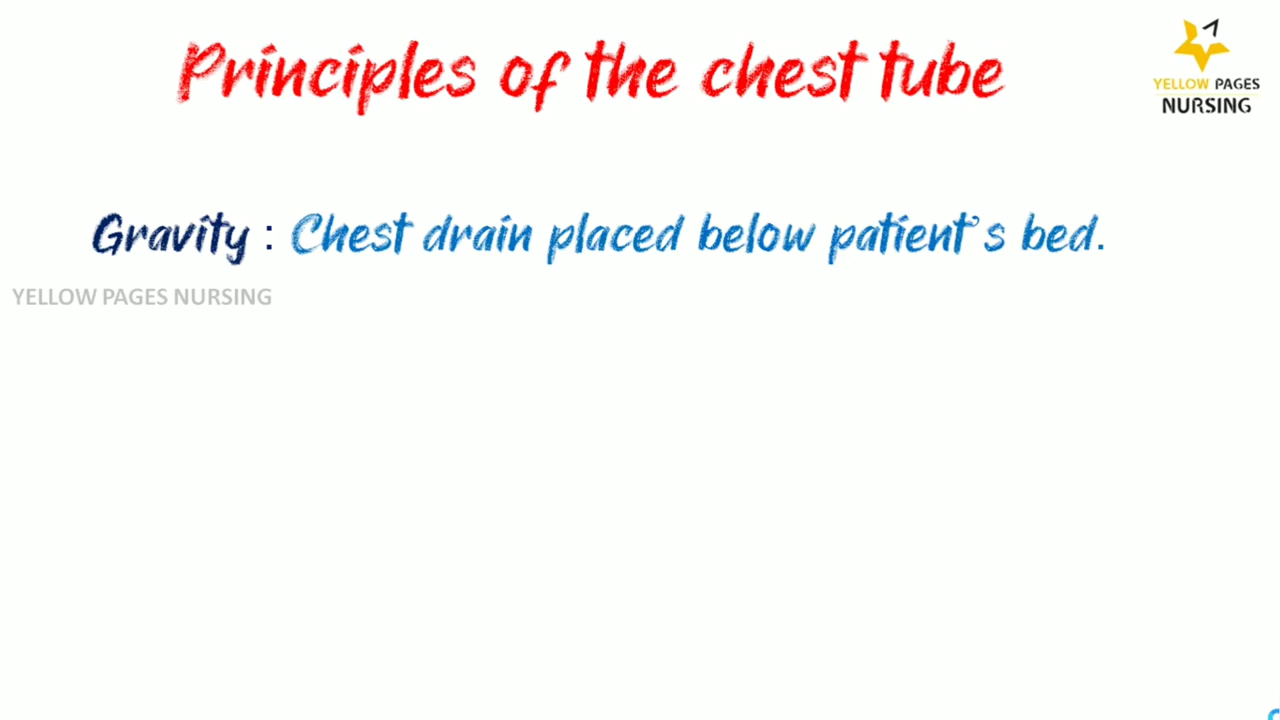 Principles of the chest tube
YELLOW PAGES
NURSING
Gravity : Chest drain placed below patient's bed.
YELLOW PAGES NURSING